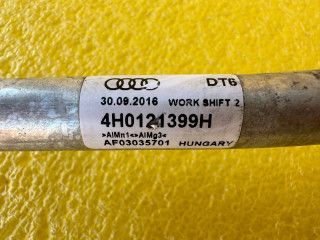 DT6
30.09.2016 WORK SHIFT 2
4H0121399H
>AlMn1<>AlMg3<
AF03035701 HUNGARY